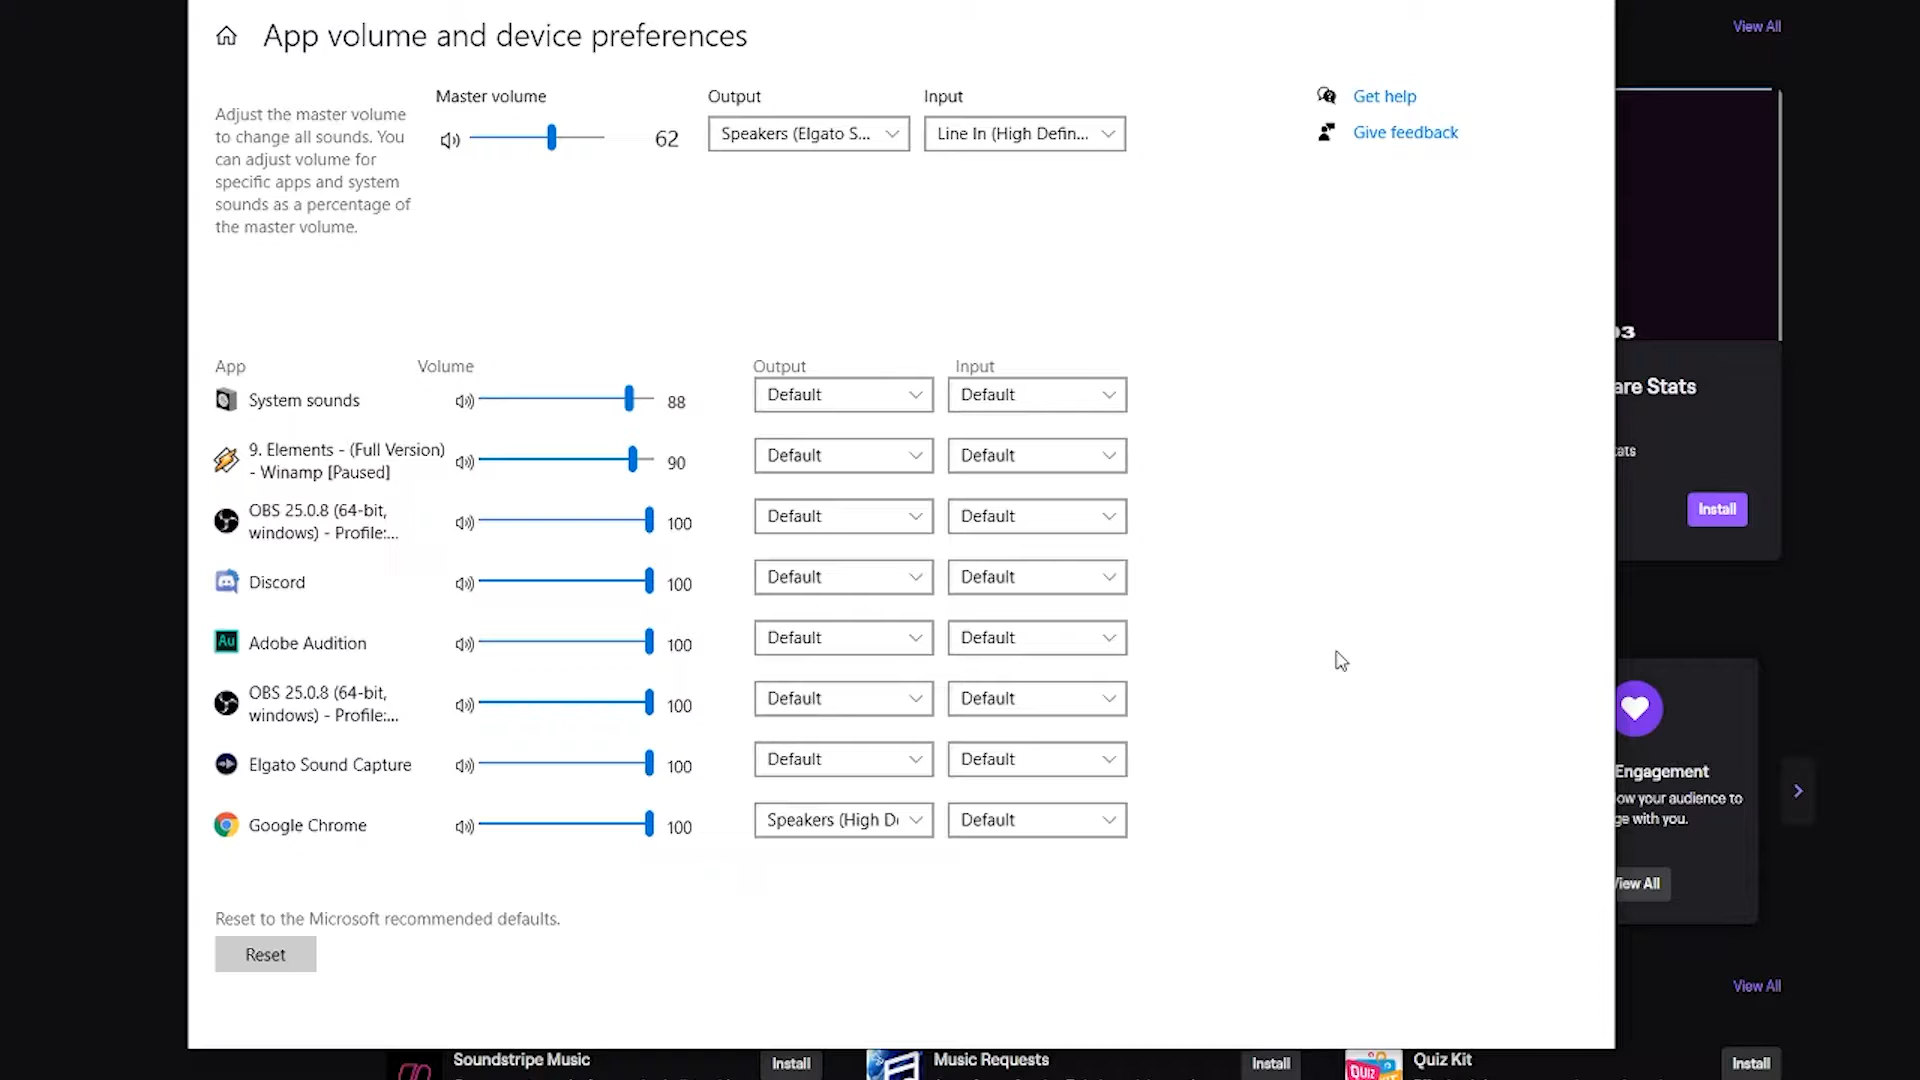 App volume and device preferences
View All
Master volume
Output
Input
Get help
Adjust the master volume
to change all sounds. You
can adjust volume for
specific apps and system
sounds as a percentage of
the master volume.
62
Speakers (Elgato S...
Line In (High Defin...
Give feedback
App
Volume
Output
Input
System sounds
88
Default
Default
are Stats
9. Elements - (Full Version)
- Winamp [Paused]
90
Default
Default
ats
OBS 25.0.8 (64-bit,
windows) - Profile:...
100
Default
Default
Install
Discord
100
Default
Default
Adobe Audition
100
Default
Default
OBS 25.0.8 (64-bit,
windows) - Profile:...
100
Default
Default
Elgato Sound Capture
100
Default
Default
Engagement
ow your audience to
ge with you.
Google Chrome
100
Speakers (High D
Default
View All
Reset to the Microsoft recommended defaults.
Reset
View All
Soundstripe Music
Install
Music Requests
Install
QUIZ
Quiz Kit
Install